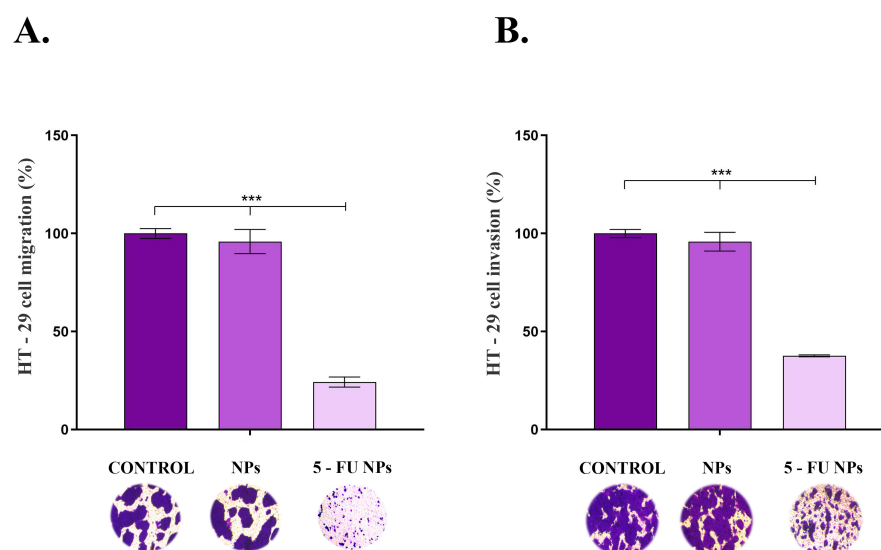 A.
HT - 29 cell migration (%)
150
100
50
0
***
CONTROL NPs 5 - FU NPs
B.
HT - 29 cell invasion (%)
150
100
50
0
***
CONTROL NPs 5 - FU NPs